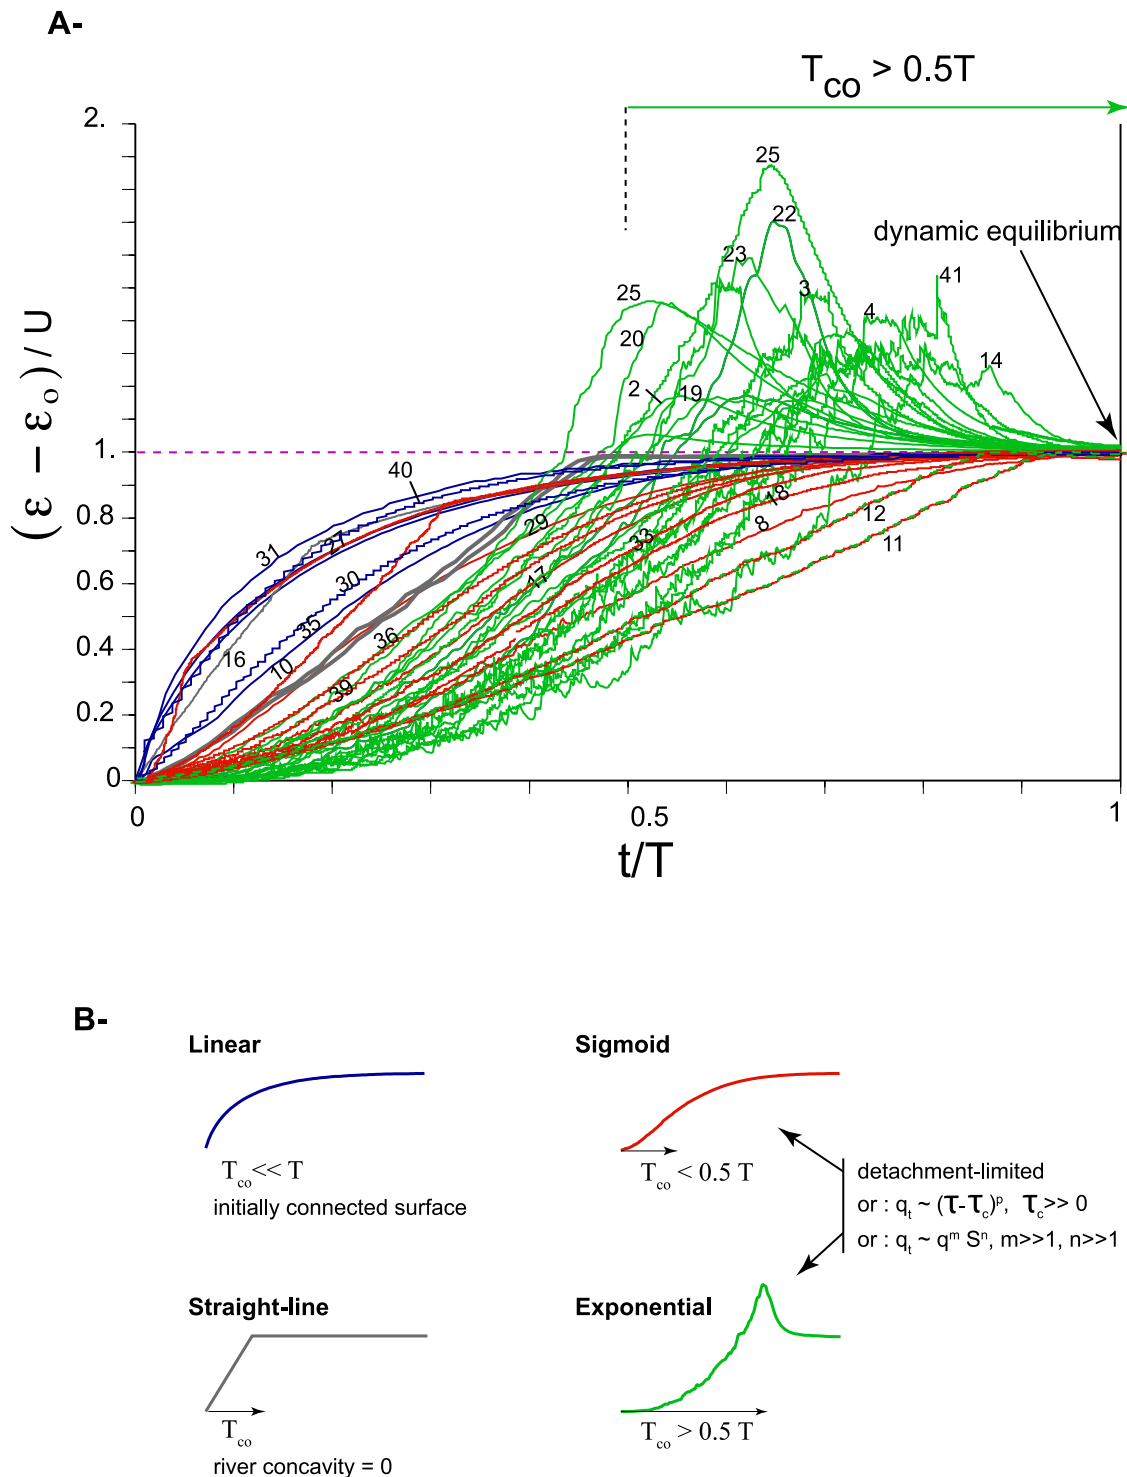 A-
T_co > 0.5T
2.
25
22
dynamic equilibrium
23
41
25
3
4
20
14
2
19
(ε – ε_o) / U
1.
40
0.8
31
27
29
18
12
8
33
11
0.6
30
17
35
36
0.4
16
10
39
0.2
0
0
0.5
1
t/T
B-
Linear
Sigmoid
T_co << T
T_co < 0.5 T
initially connected surface
detachment-limited
or : q_t ~ (τ-τ_c)^p, τ_c >> 0
or : q_t ~ q^m S^n, m>>1, n>>1
Straight-line
Exponential
T_co
T_co > 0.5 T
river concavity = 0